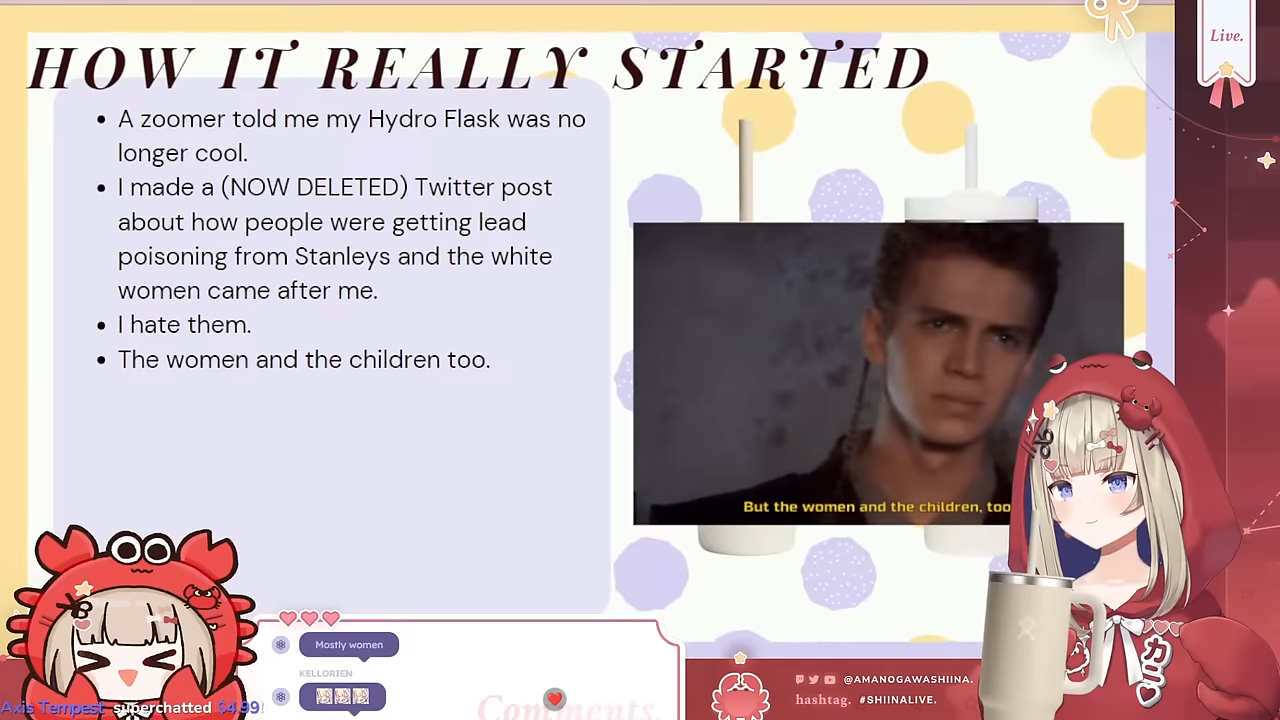 HOW IT REALLY STARTED
Live.
A zoomer told me my Hydro Flask was no
longer cool.
I made a (NOW DELETED) Twitter post
about how people were getting lead
poisoning from Stanleys and the white
women came after me.
I hate them.
The women and the children too.
But the women and the children, too
Mostly women
KELLORIEN
Comments.
Axis Tempest superchatted $4.99!
@AMANOGAWASHIINA.
hashtag. #SHIINALIVE.
カニ